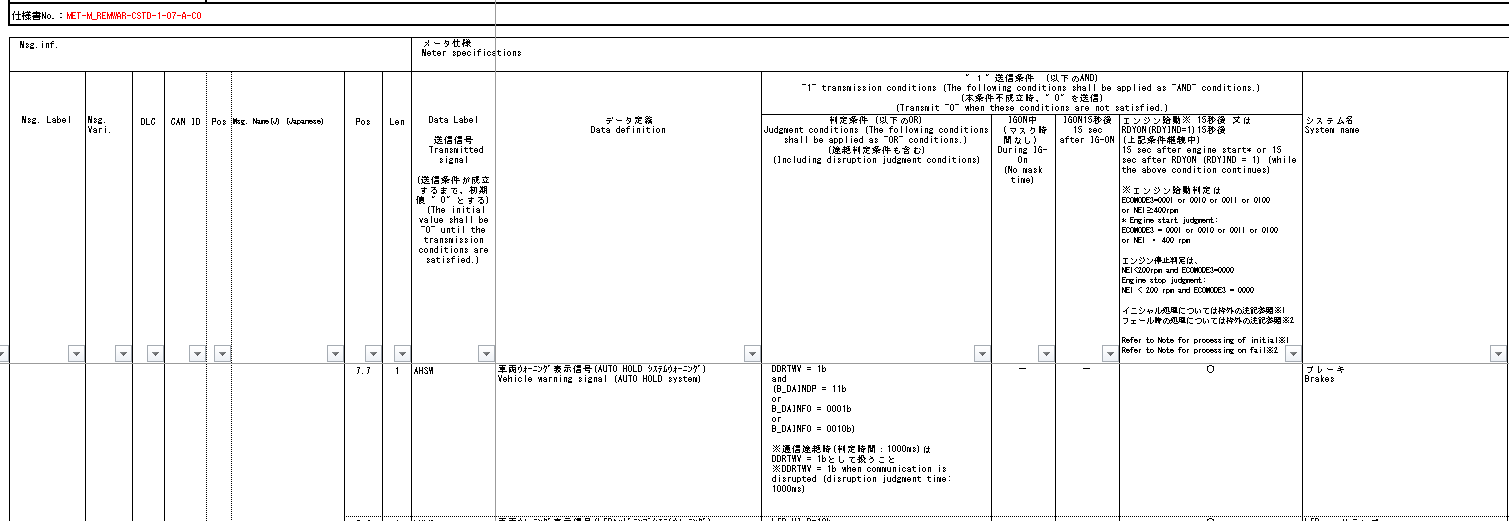 仕様書No.：MET-M_REMWAR-CSTD-1-07-A-C0
Msg.inf.
メータ仕様
Meter specifications
Msg. Label
Msg.
Vari.
DLC
CAN ID
Pos
Msg. Name(J) (Japanese)
Pos
Len
Data Label
送信信号
Transmitted
signal
(送信条件が成立
するまで、初期
値 "0" とする)
(The initial
value shall be
"0" until the
transmission
conditions are
satisfied.)
データ定義
Data definition
"1"送信条件 (以下のAND)
"1" transmission conditions (The following conditions shall be applied as "AND" conditions.)
(本条件不成立時、"0"を送信)
(Transmit "0" when these conditions are not satisfied.)
判定条件 (以下のOR)
Judgment conditions (The following conditions
shall be applied as "OR" conditions.)
(途絶判定条件も含む)
(Including disruption judgment conditions)
IGON中
(マスク時
間なし)
During IG-
On
(No mask
time)
IGON15秒後
15 sec
after IG-ON
エンジン始動※ 15秒後 又は
RDYON(RDYIND=1)15秒後
(上記条件継続中)
15 sec after engine start* or 15
sec after RDYON (RDYIND = 1) (while
the above condition continues)
※エンジン始動判定は
ECOMODE3=0001 or 0010 or 0011 or 0100
or NE1≧400rpm
* Engine start judgment:
ECOMODE3 = 0001 or 0010 or 0011 or 0100
or NE1 ・ 400 rpm
エンジン停止判定は、
NE1<200rpm and ECOMODE3=0000
Engine stop judgment:
NE1 < 200 rpm and ECOMODE3 = 0000
イニシャル処理については枠外の注記参照※1
フェール時の処理については枠外の注記参照※2
Refer to Note for processing of initial※1
Refer to Note for processing on fail※2
システム名
System name
7.7
1
AHSW
車両ウォーニング表示信号(AUTO HOLD システムウォーニング)
Vehicle warning signal (AUTO HOLD system)
DDRTWV = 1b
and
(B_DAINDP = 11b
or
B_DAINFO = 0001b
or
B_DAINFO = 0010b)
※通信途絶時(判定時間：1000ms)は
DDRTWV = 1bとして扱うこと
※DDRTWV = 1b when communication is
disrupted (disruption judgment time:
1000ms)
－
－
○
ブレーキ
Brakes